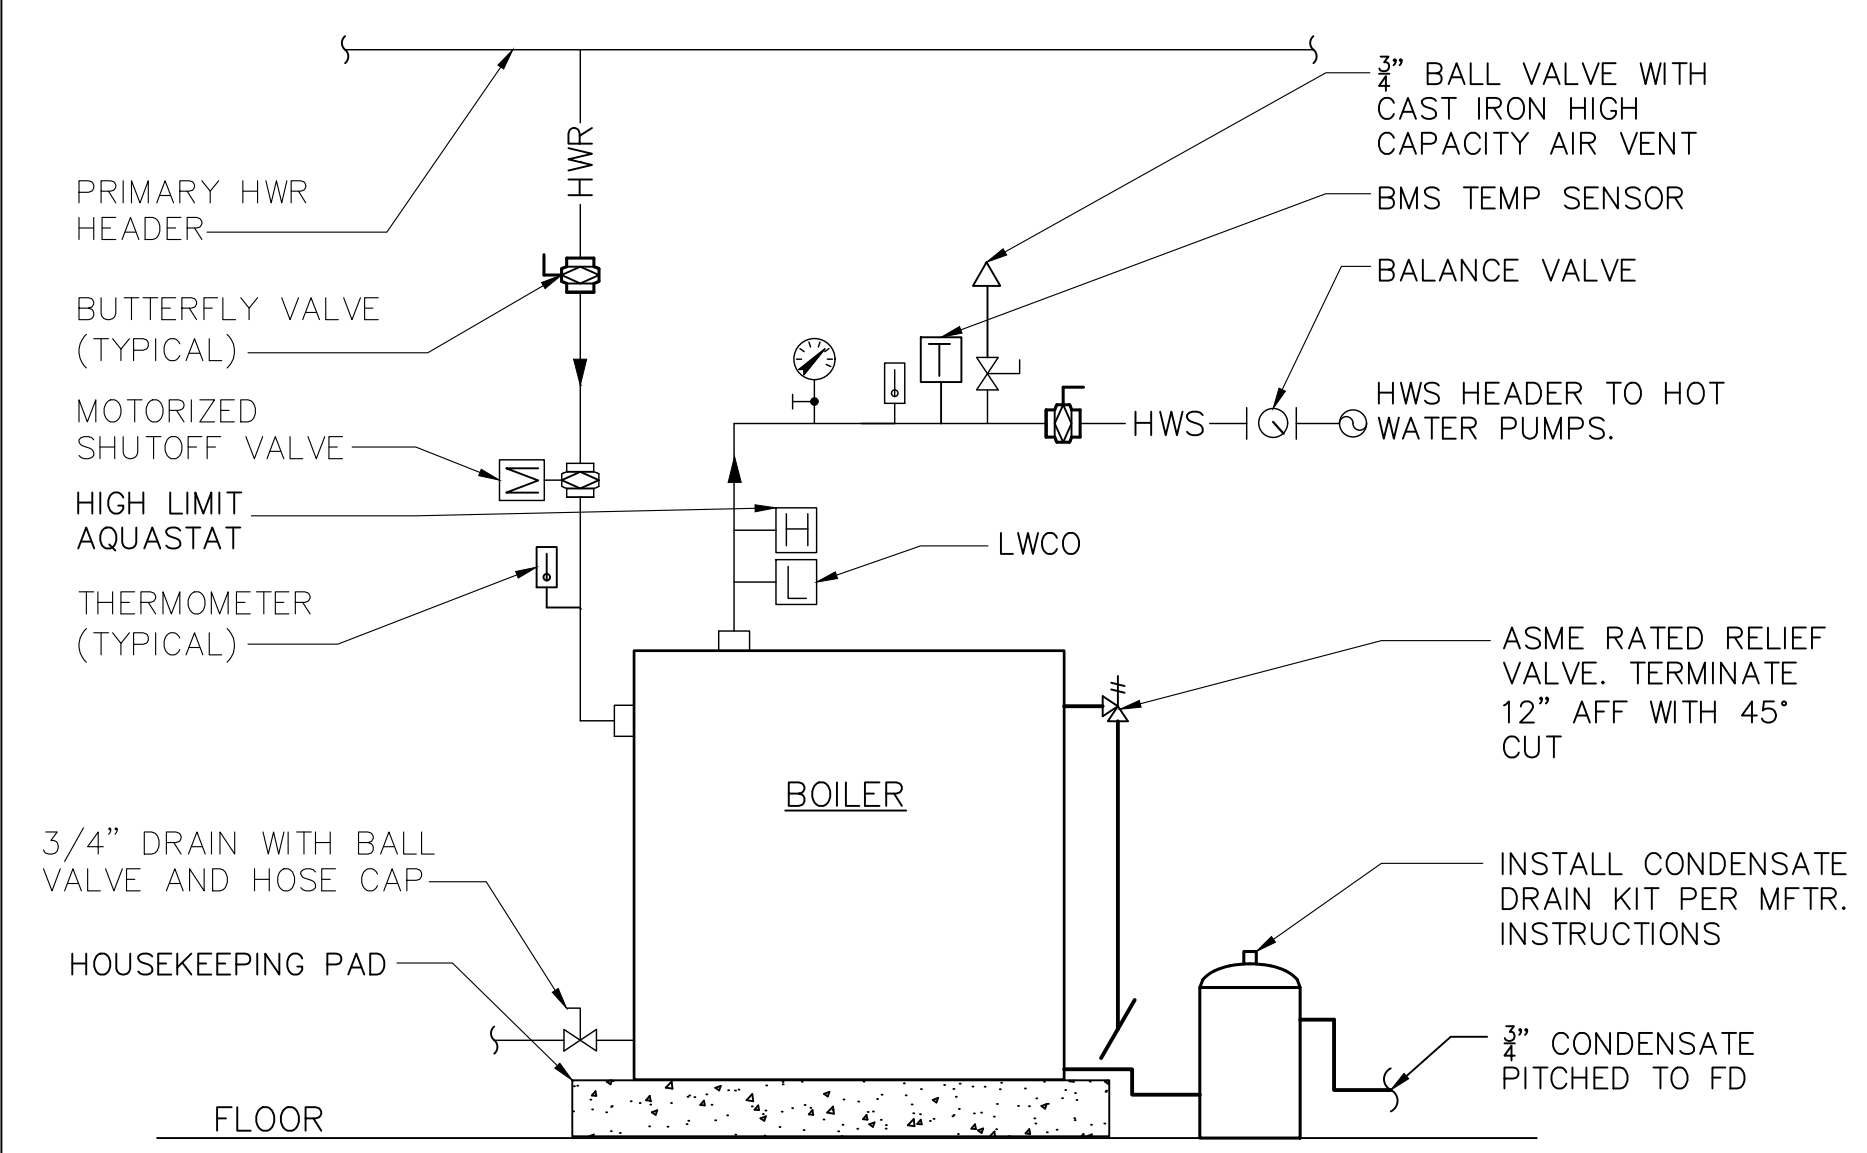 PRIMARY HWR
HEADER
HWR
BUTTERFLY VALVE
(TYPICAL)
MOTORIZED
SHUTOFF VALVE
M
HIGH LIMIT
AQUASTAT
THERMOMETER
(TYPICAL)
3/4" DRAIN WITH BALL
VALVE AND HOSE CAP
HOUSEKEEPING PAD
FLOOR
BOILER
H
L
LWCO
T
HWS
¾" BALL VALVE WITH
CAST IRON HIGH
CAPACITY AIR VENT
BMS TEMP SENSOR
BALANCE VALVE
HWS HEADER TO HOT
WATER PUMPS.
ASME RATED RELIEF
VALVE. TERMINATE
12" AFF WITH 45°
CUT
INSTALL CONDENSATE
DRAIN KIT PER MFTR.
INSTRUCTIONS
¾" CONDENSATE
PITCHED TO FD